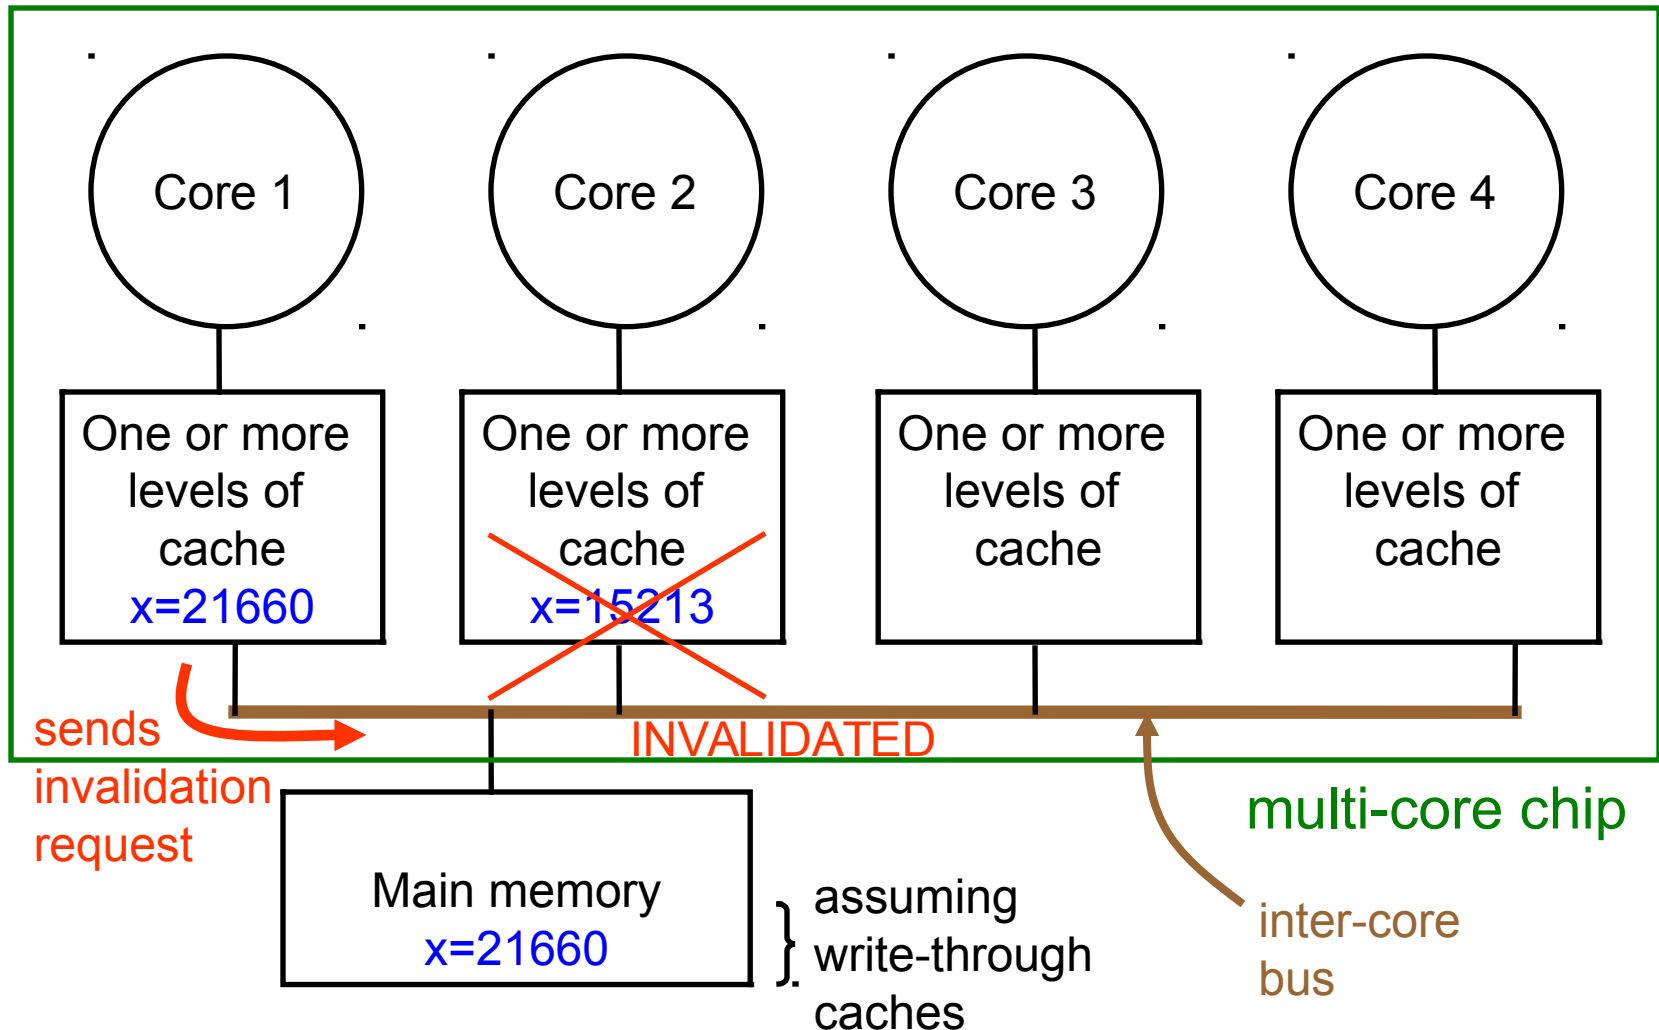 Core 1
Core 2
Core 3
Core 4
One or more
levels of
cache
x=21660
One or more
levels of
cache
x=15213
One or more
levels of
cache
One or more
levels of
cache
sends
invalidation
request
INVALIDATED
multi-core chip
Main memory
x=21660
assuming
write-through
caches
inter-core
bus